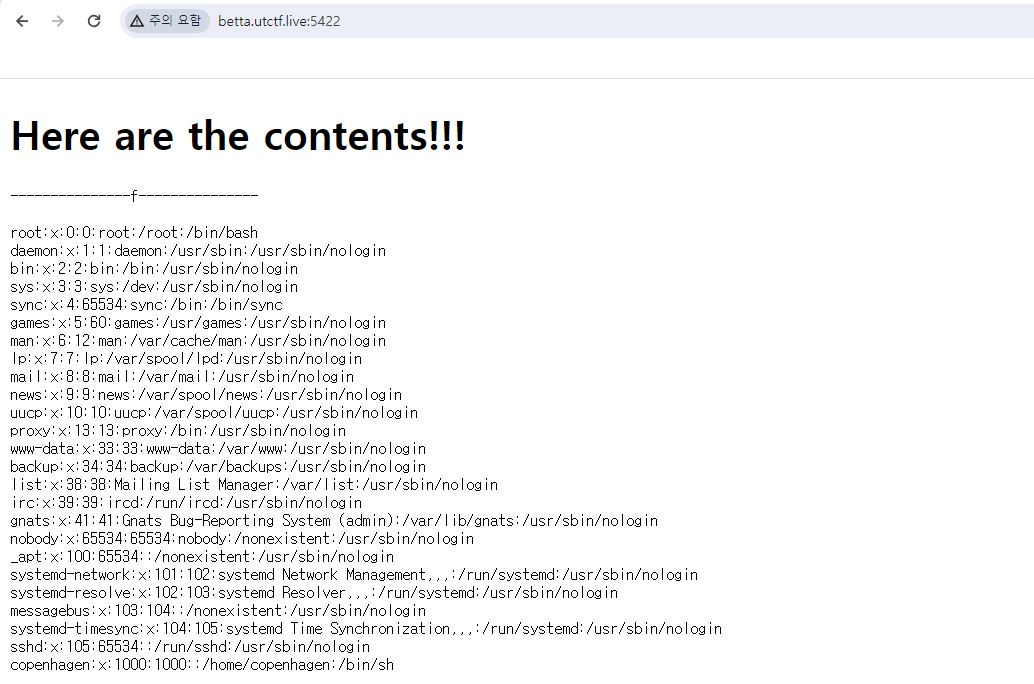 주의 요함 betta.utctf.live:5422
Here are the contents!!!
---------------f---------------
root:x:0:0:root:/root:/bin/bash
daemon:x:1:1:daemon:/usr/sbin:/usr/sbin/nologin
bin:x:2:2:bin:/bin:/usr/sbin/nologin
sys:x:3:3:sys:/dev:/usr/sbin/nologin
sync:x:4:65534:sync:/bin:/bin/sync
games:x:5:60:games:/usr/games:/usr/sbin/nologin
man:x:6:12:man:/var/cache/man:/usr/sbin/nologin
lp:x:7:7:lp:/var/spool/lpd:/usr/sbin/nologin
mail:x:8:8:mail:/var/mail:/usr/sbin/nologin
news:x:9:9:news:/var/spool/news:/usr/sbin/nologin
uucp:x:10:10:uucp:/var/spool/uucp:/usr/sbin/nologin
proxy:x:13:13:proxy:/bin:/usr/sbin/nologin
www-data:x:33:33:www-data:/var/www:/usr/sbin/nologin
backup:x:34:34:backup:/var/backups:/usr/sbin/nologin
list:x:38:38:Mailing List Manager:/var/list:/usr/sbin/nologin
irc:x:39:39:ircd:/run/ircd:/usr/sbin/nologin
gnats:x:41:41:Gnats Bug-Reporting System (admin):/var/lib/gnats:/usr/sbin/nologin
nobody:x:65534:65534:nobody:/nonexistent:/usr/sbin/nologin
_apt:x:100:65534::/nonexistent:/usr/sbin/nologin
systemd-network:x:101:102:systemd Network Management,,,:/run/systemd:/usr/sbin/nologin
systemd-resolve:x:102:103:systemd Resolver,,,:/run/systemd:/usr/sbin/nologin
messagebus:x:103:104::/nonexistent:/usr/sbin/nologin
systemd-timesync:x:104:105:systemd Time Synchronization,,,:/run/systemd:/usr/sbin/nologin
sshd:x:105:65534::/run/sshd:/usr/sbin/nologin
copenhagen:x:1000:1000::/home/copenhagen:/bin/sh